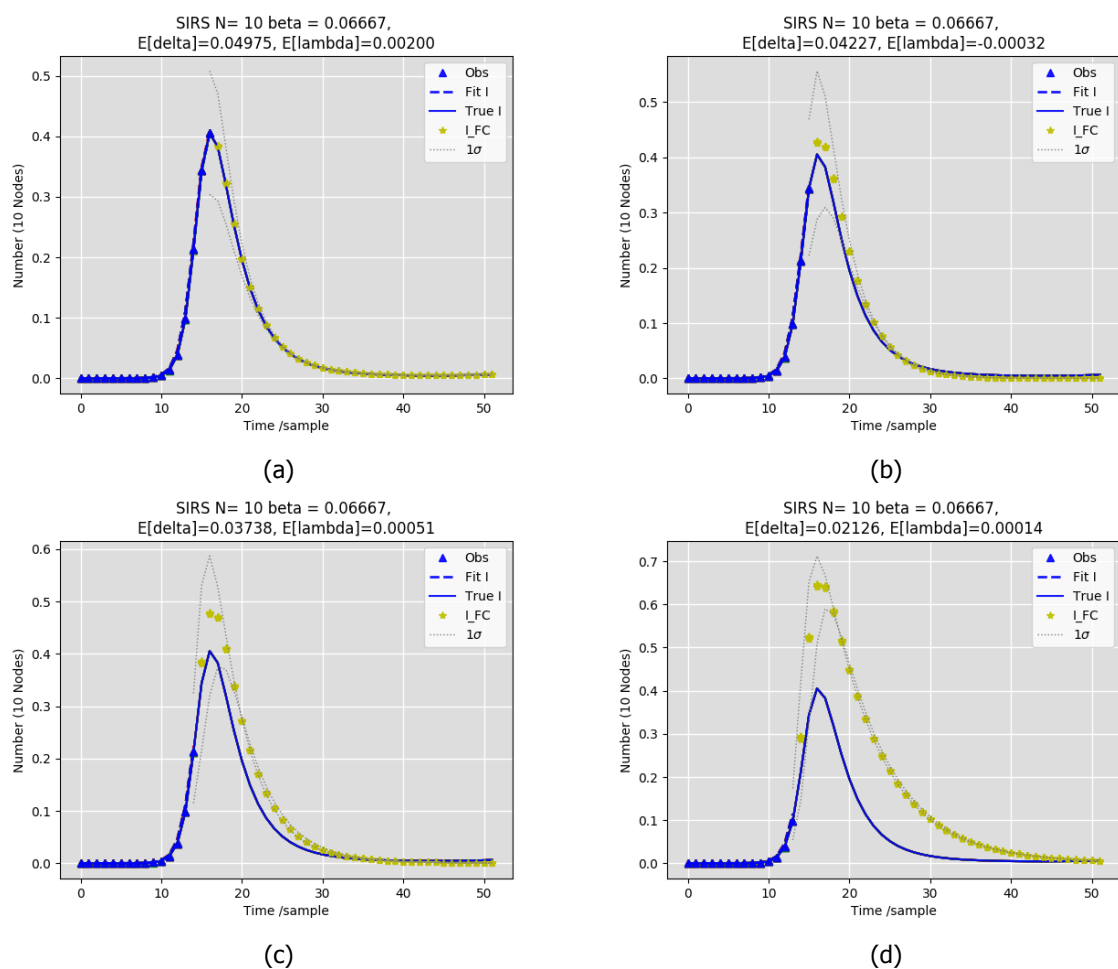 SIRS N= 10 beta = 0.06667,
E[delta]=0.04975, E[lambda]=0.00200
Number (10 Nodes)
0.5
0.4
0.3
0.2
0.1
0.0
Obs
Fit I
True I
I_FC
1σ
0 10 20 30 40 50
Time /sample
(a)
SIRS N= 10 beta = 0.06667,
E[delta]=0.04227, E[lambda]=-0.00032
Number (10 Nodes)
0.5
0.4
0.3
0.2
0.1
0.0
Obs
Fit I
True I
I_FC
1σ
0 10 20 30 40 50
Time /sample
(b)
SIRS N= 10 beta = 0.06667,
E[delta]=0.03738, E[lambda]=0.00051
Number (10 Nodes)
0.6
0.5
0.4
0.3
0.2
0.1
0.0
Obs
Fit I
True I
I_FC
1σ
0 10 20 30 40 50
Time /sample
(c)
SIRS N= 10 beta = 0.06667,
E[delta]=0.02126, E[lambda]=0.00014
Number (10 Nodes)
0.7
0.6
0.5
0.4
0.3
0.2
0.1
0.0
Obs
Fit I
True I
I_FC
1σ
0 10 20 30 40 50
Time /sample
(d)